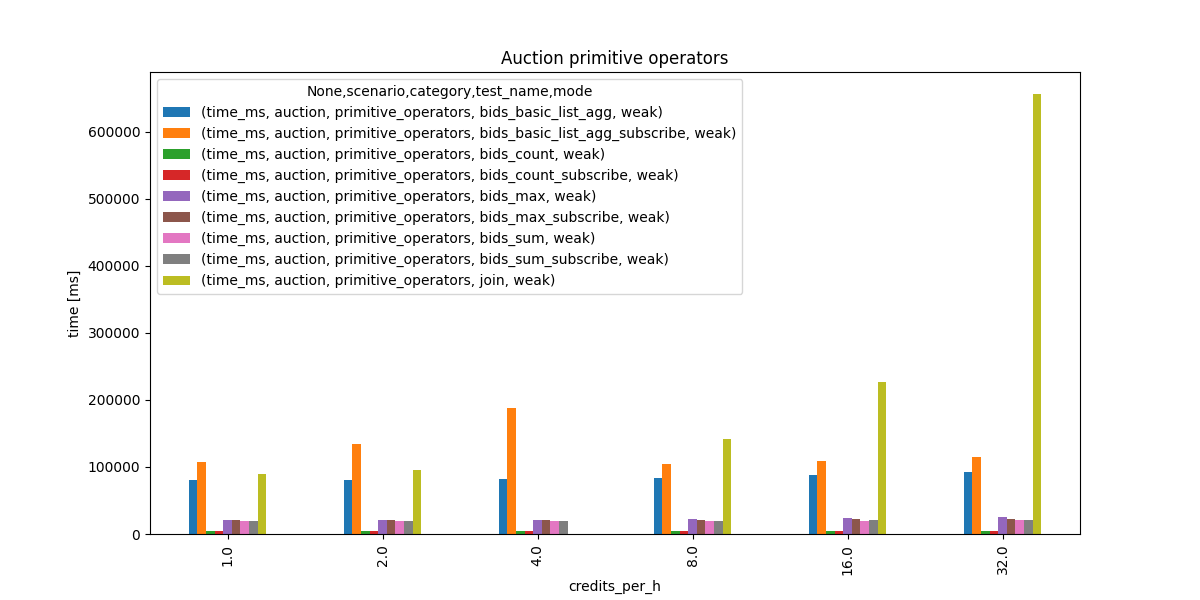 Auction primitive operators
None,scenario,category,test_name,mode
(time_ms, auction, primitive_operators, bids_basic_list_agg, weak)
(time_ms, auction, primitive_operators, bids_basic_list_agg_subscribe, weak)
(time_ms, auction, primitive_operators, bids_count, weak)
(time_ms, auction, primitive_operators, bids_count_subscribe, weak)
(time_ms, auction, primitive_operators, bids_max, weak)
(time_ms, auction, primitive_operators, bids_max_subscribe, weak)
(time_ms, auction, primitive_operators, bids_sum, weak)
(time_ms, auction, primitive_operators, bids_sum_subscribe, weak)
(time_ms, auction, primitive_operators, join, weak)
time [ms]
600000
500000
400000
300000
200000
100000
0
1.0
2.0
4.0
8.0
16.0
32.0
credits_per_h